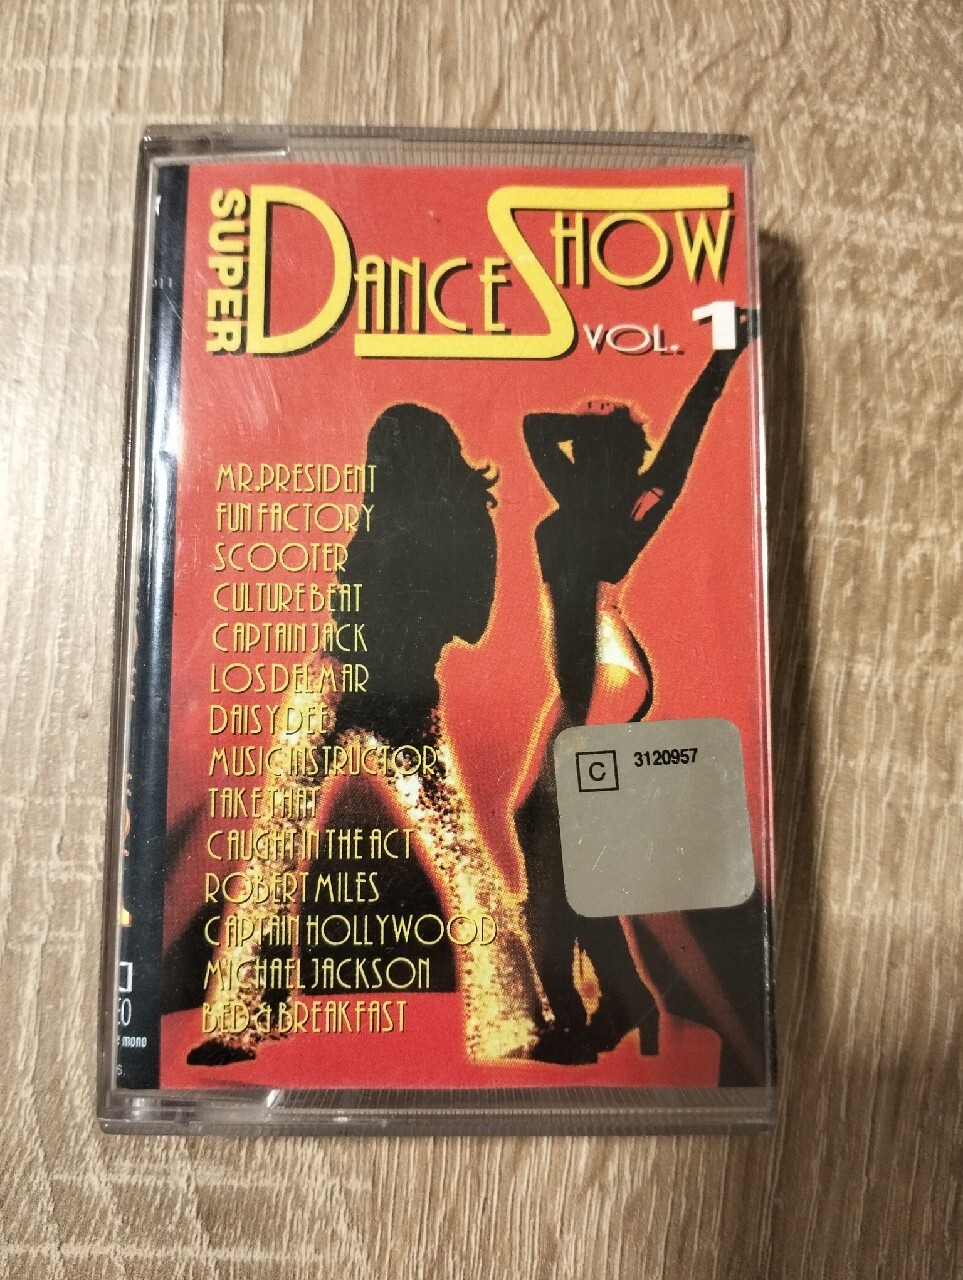 SUPER
DANCE SHOW
VOL. 1
MR. PRESIDENT
FUN FACTORY
SCOOTER
CULTURE BEAT
CAPTAIN JACK
LOS DEL MAR
DAISY DEE
MUSIC INSTRUCTOR
TAKE THAT
CAUGHT IN THE ACT
ROBERT MILES
CAPTAIN HOLLYWOOD
MICHAEL JACKSON
BED & BREAKFAST
C 3120957
mono